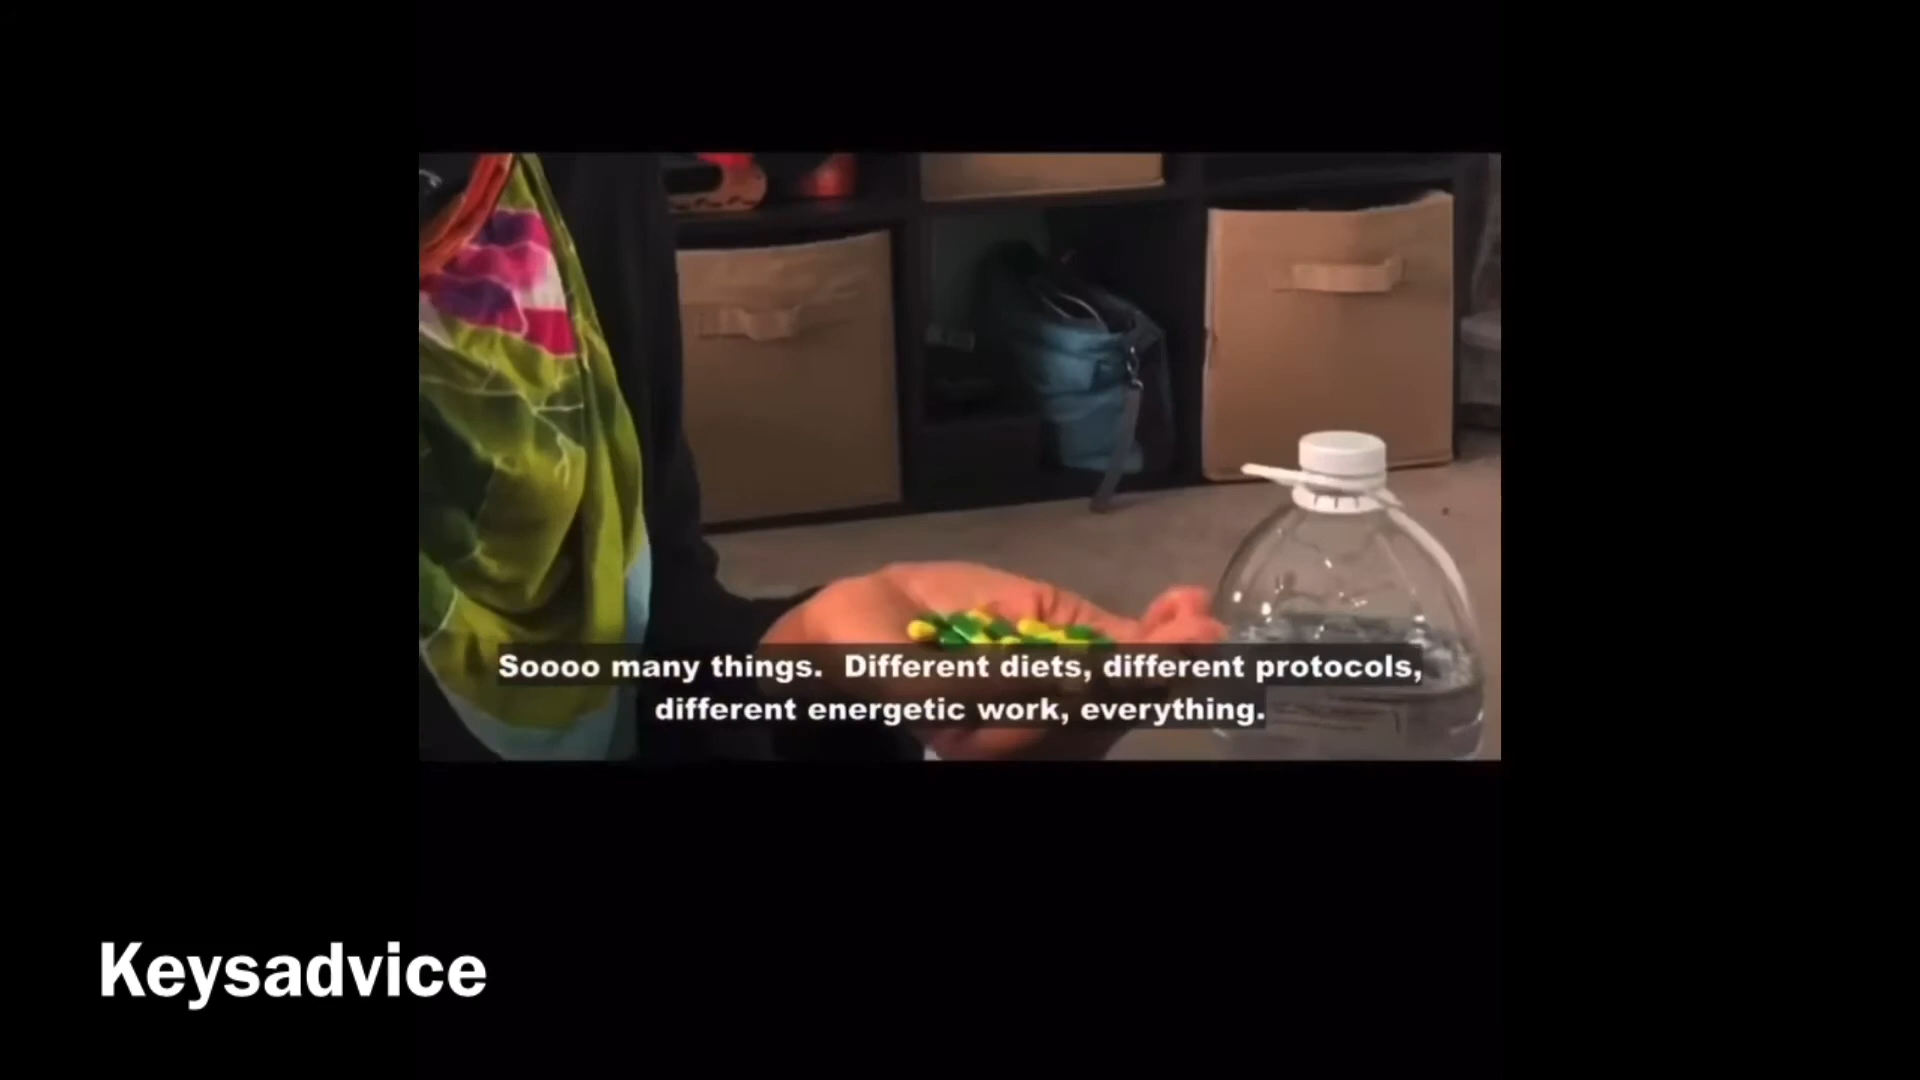 Soooo many things.  Different diets, different protocols,
different energetic work, everything.
Keysadvice